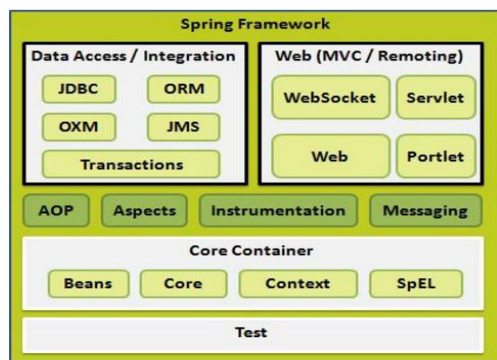 Spring Framework
Data Access / Integration
JDBC
ORM
OXM
JMS
Transactions
Web (MVC / Remoting)
WebSocket
Servlet
Web
Portlet
AOP
Aspects
Instrumentation
Messaging
Core Container
Beans
Core
Context
SpEL
Test